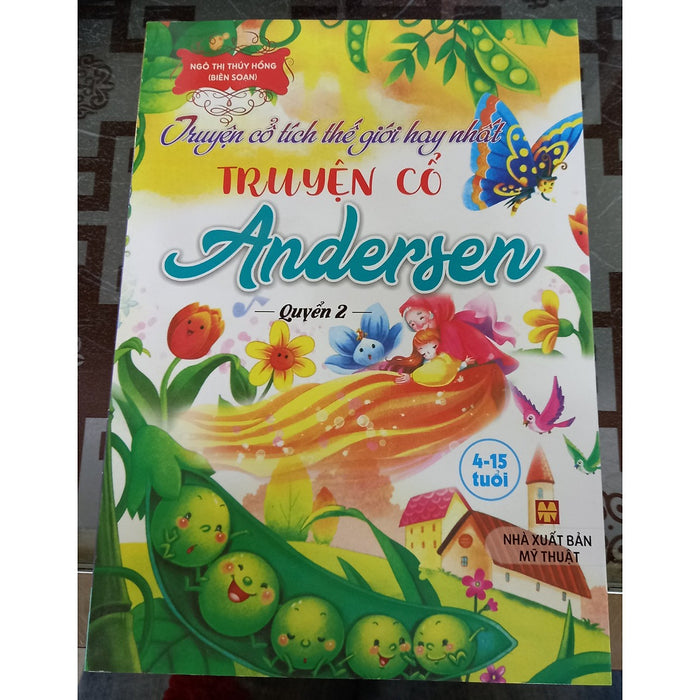 NGÔ THỊ THÚY HỒNG
(BIÊN SOẠN)
Truyện cổ tích thế giới hay nhất
TRUYỆN CỔ
Andersen
Quyển 2
4-15
tuổi
NHÀ XUẤT BẢN
MỸ THUẬT